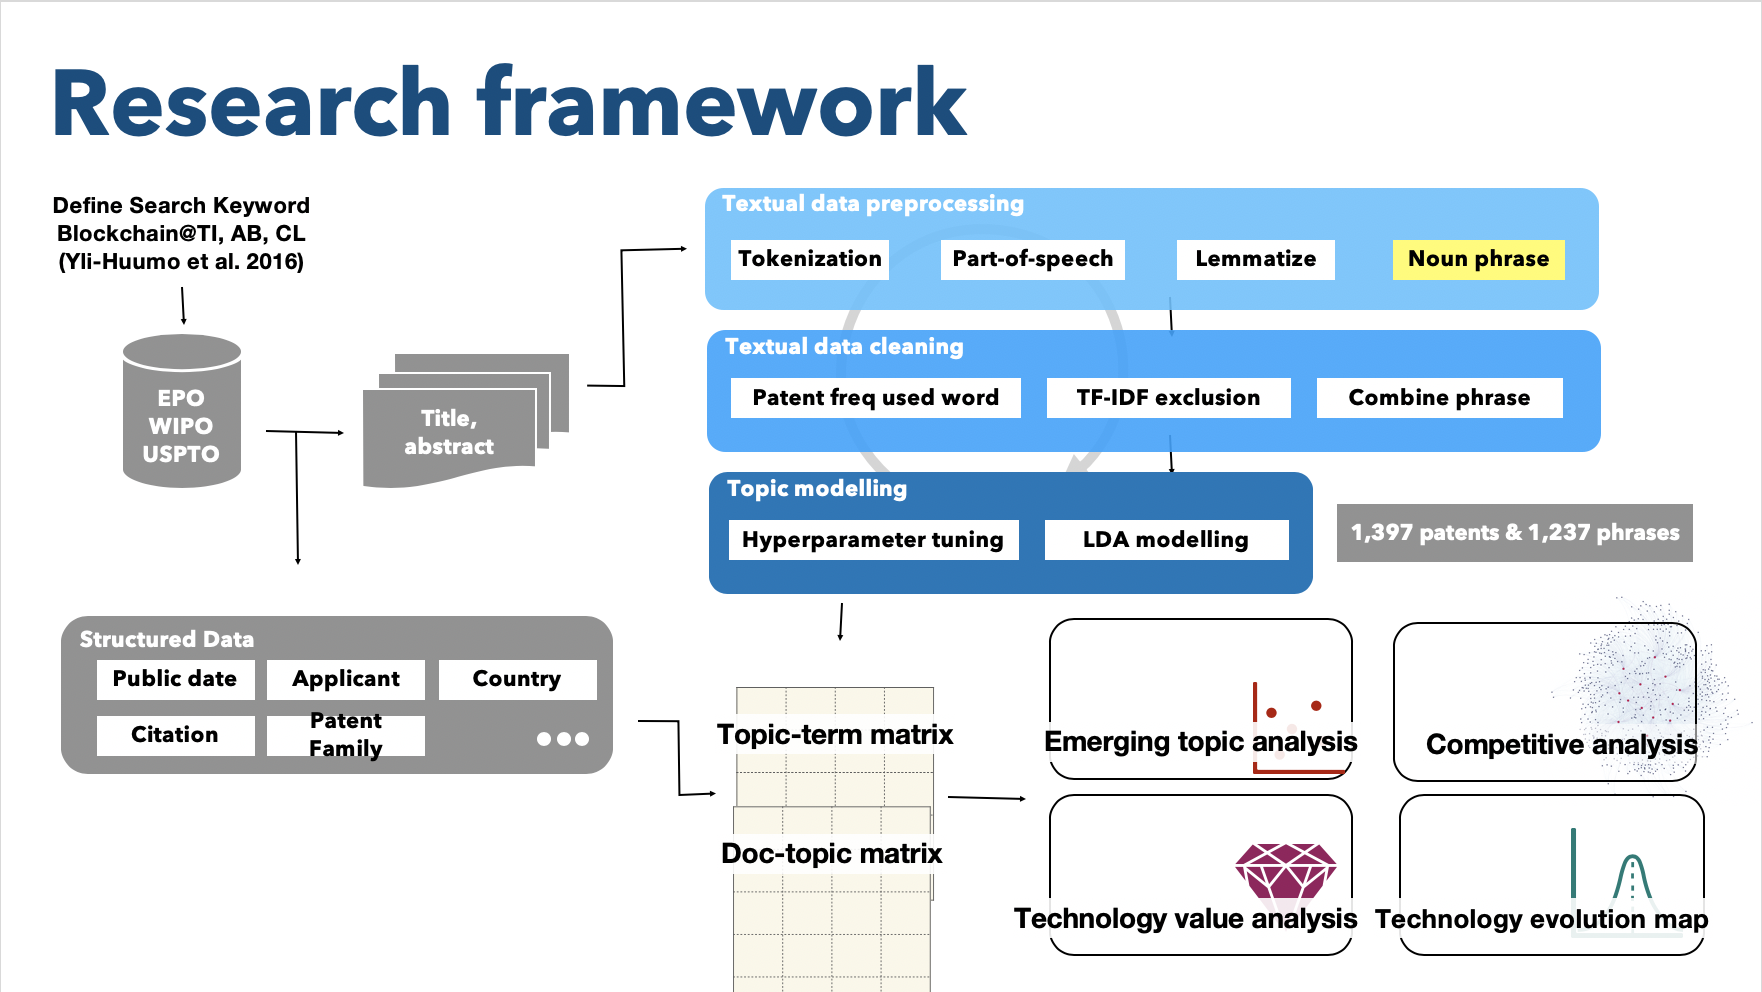 Research framework
Define Search Keyword
Blockchain@TI, AB, CL
(Yli-Huumo et al. 2016)
EPO
WIPO
USPTO
Title,
abstract
Textual data preprocessing
Tokenization
Part-of-speech
Lemmatize
Noun phrase
Textual data cleaning
Patent freq used word
TF-IDF exclusion
Combine phrase
Topic modelling
Hyperparameter tuning
LDA modelling
1,397 patents & 1,237 phrases
Structured Data
Public date
Applicant
Country
Citation
Patent
Family
Topic-term matrix
Doc-topic matrix
Emerging topic analysis
Competitive analysis
Technology value analysis
Technology evolution map